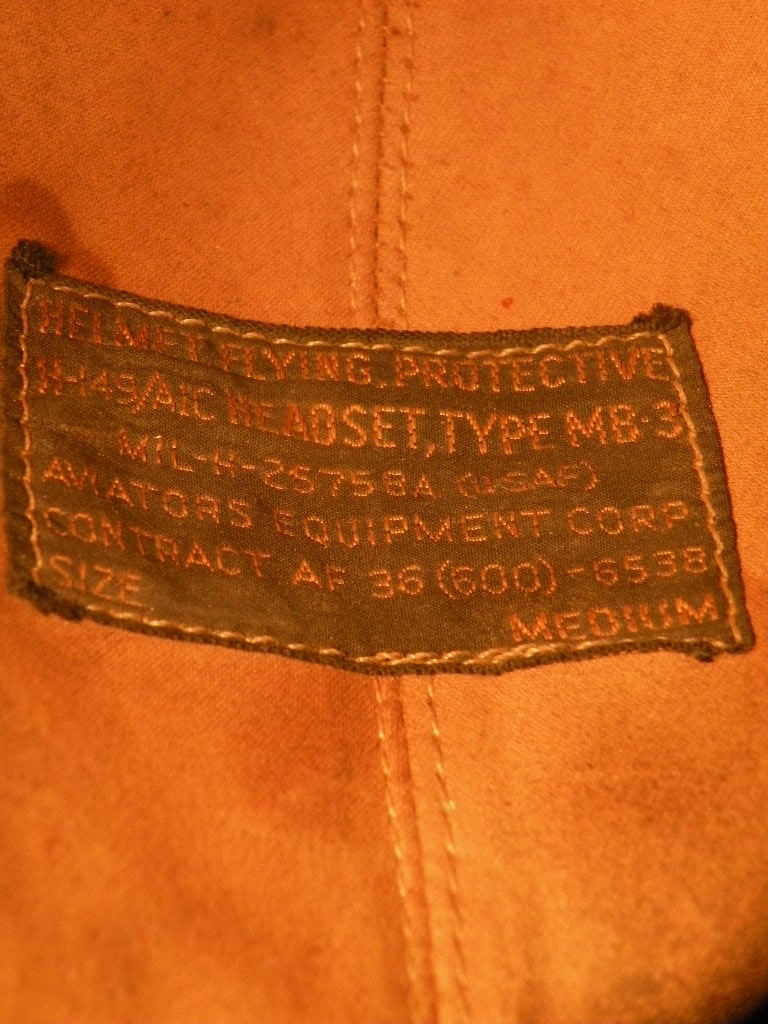 HELMET, FLYING, PROTECTIVE
H-149/AIC HEADSET, TYPE MB-3
MIL-H-25758A (USAF)
AVIATORS EQUIPMENT CORP.
CONTRACT AF 36 (600)-6538
SIZE MEDIUM